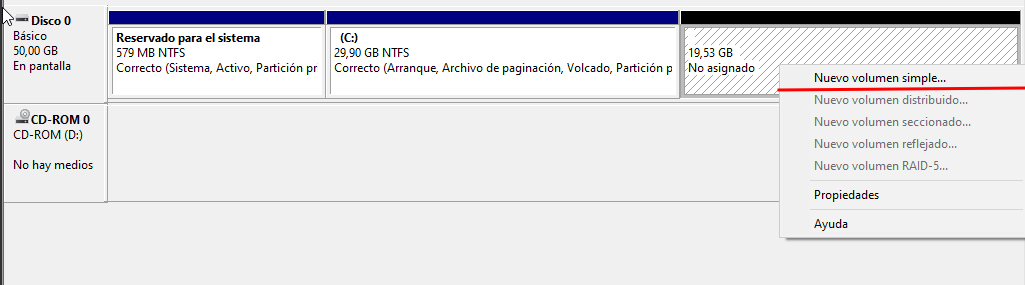 Disco 0
Básico
50,00 GB
En pantalla
Reservado para el sistema
579 MB NTFS
Correcto (Sistema, Activo, Partición pr
(C:)
29,90 GB NTFS
Correcto (Arranque, Archivo de paginación, Volcado, Partición p
19,53 GB
No asignado
Nuevo volumen simple...
Nuevo volumen distribuido...
Nuevo volumen seccionado...
Nuevo volumen reflejado...
Nuevo volumen RAID-5...
Propiedades
Ayuda
CD-ROM 0
CD-ROM (D:)
No hay medios